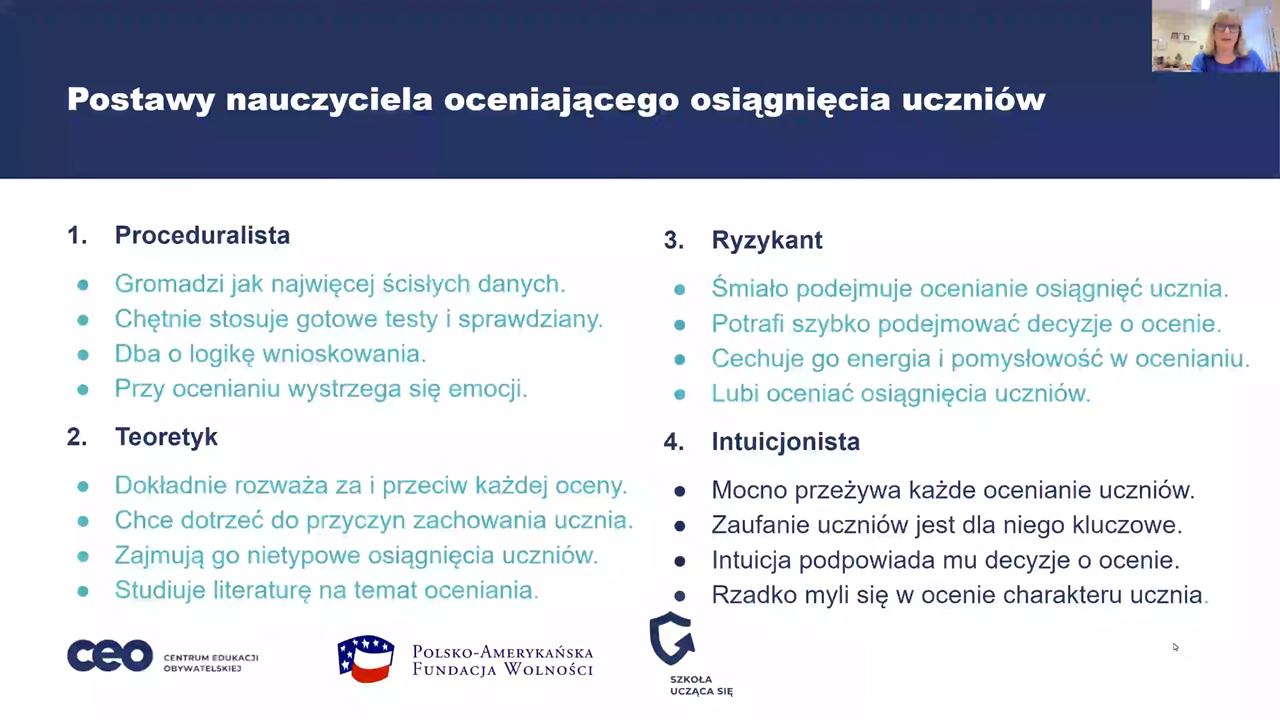 Postawy nauczyciela oceniającego osiągnięcia uczniów
1. Proceduralista
● Gromadzi jak najwięcej ścisłych danych.
● Chętnie stosuje gotowe testy i sprawdziany.
● Dba o logikę wnioskowania.
● Przy ocenianiu wystrzega się emocji.
2. Teoretyk
● Dokładnie rozważa za i przeciw każdej oceny.
● Chce dotrzeć do przyczyn zachowania ucznia.
● Zajmują go nietypowe osiągnięcia uczniów.
● Studiuje literaturę na temat oceniania.
3. Ryzykant
● Śmiało podejmuje ocenianie osiągnięć ucznia.
● Potrafi szybko podejmować decyzje o ocenie.
● Cechuje go energia i pomysłowość w ocenianiu.
● Lubi oceniać osiągnięcia uczniów.
4. Intuicjonista
● Mocno przeżywa każde ocenianie uczniów.
● Zaufanie uczniów jest dla niego kluczowe.
● Intuicja podpowiada mu decyzje o ocenie.
● Rzadko myli się w ocenie charakteru ucznia.
ceo
CENTRUM EDUKACJI
OBYWATELSKIEJ
Polsko-Amerykańska
Fundacja Wolności
SZKOŁA
UCZĄCA SIĘ